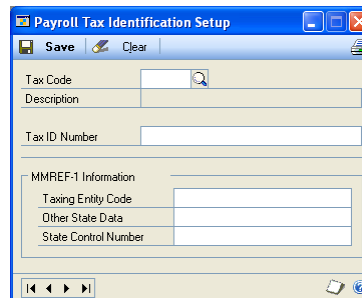 Payroll Tax Identification Setup
Save Clear
Tax Code
Description
Tax ID Number
MMREF-1 Information
Taxing Entity Code
Other State Data
State Control Number